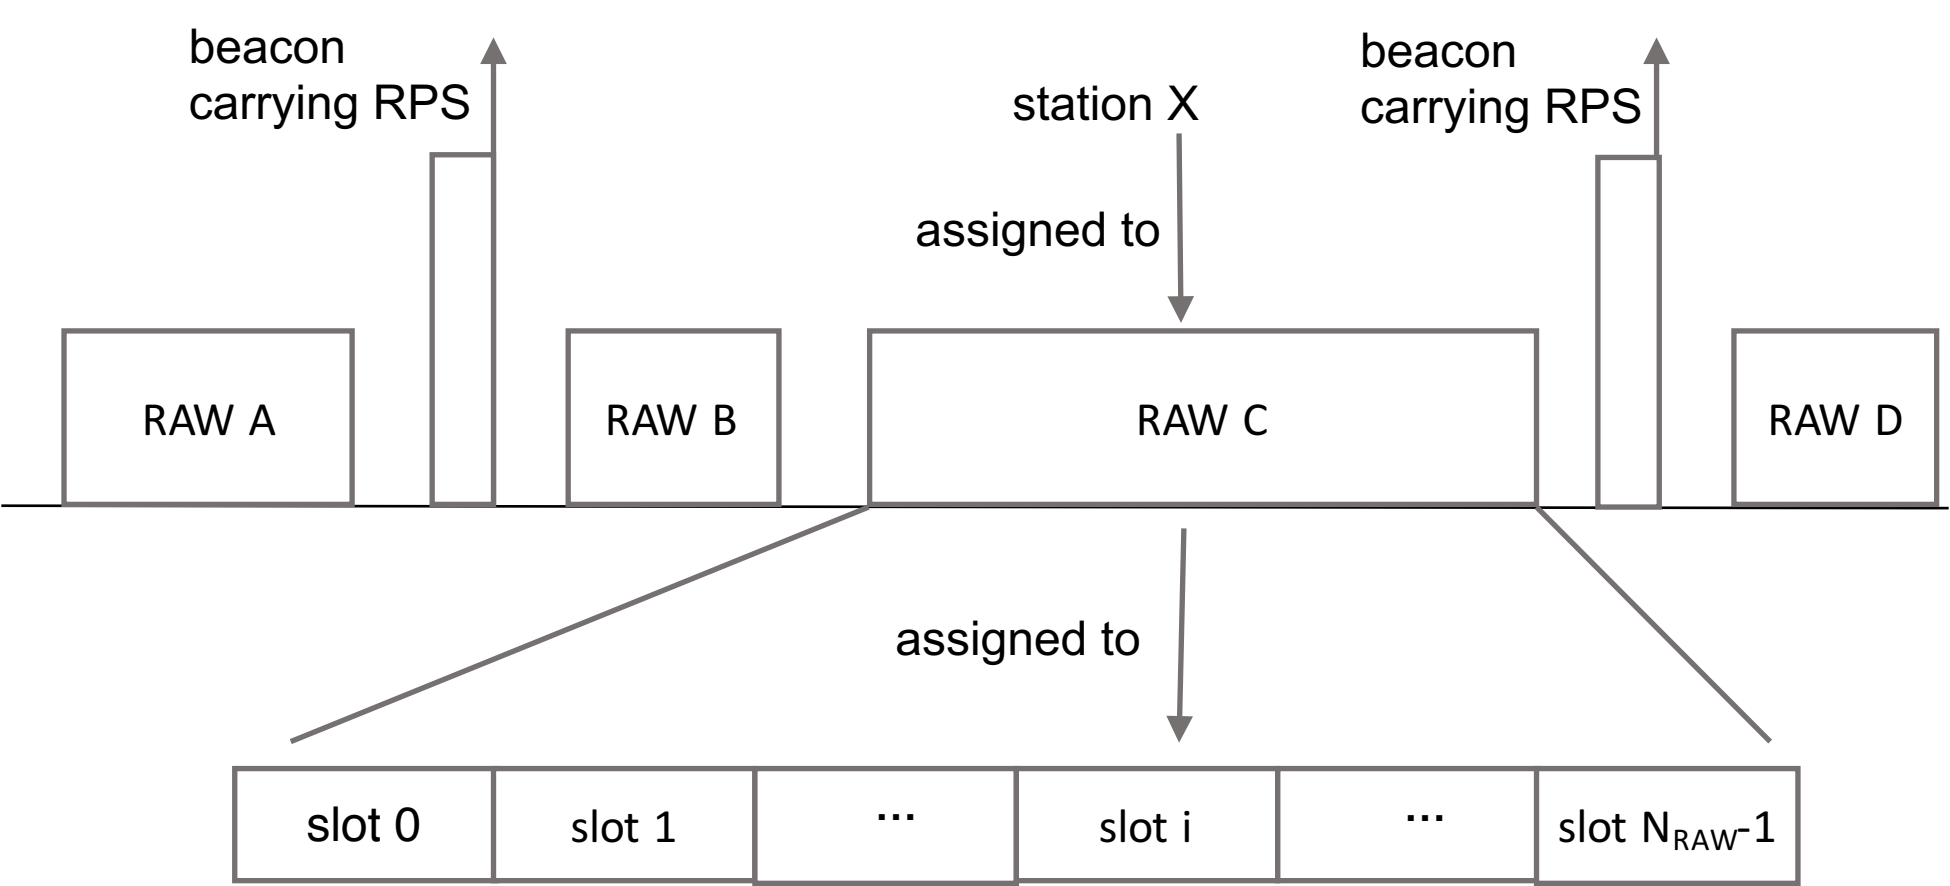 beacon
carrying RPS
station X
beacon
carrying RPS
assigned to
RAW A
RAW B
RAW C
RAW D
assigned to
slot 0
slot 1
...
slot i
...
slot N_RAW-1